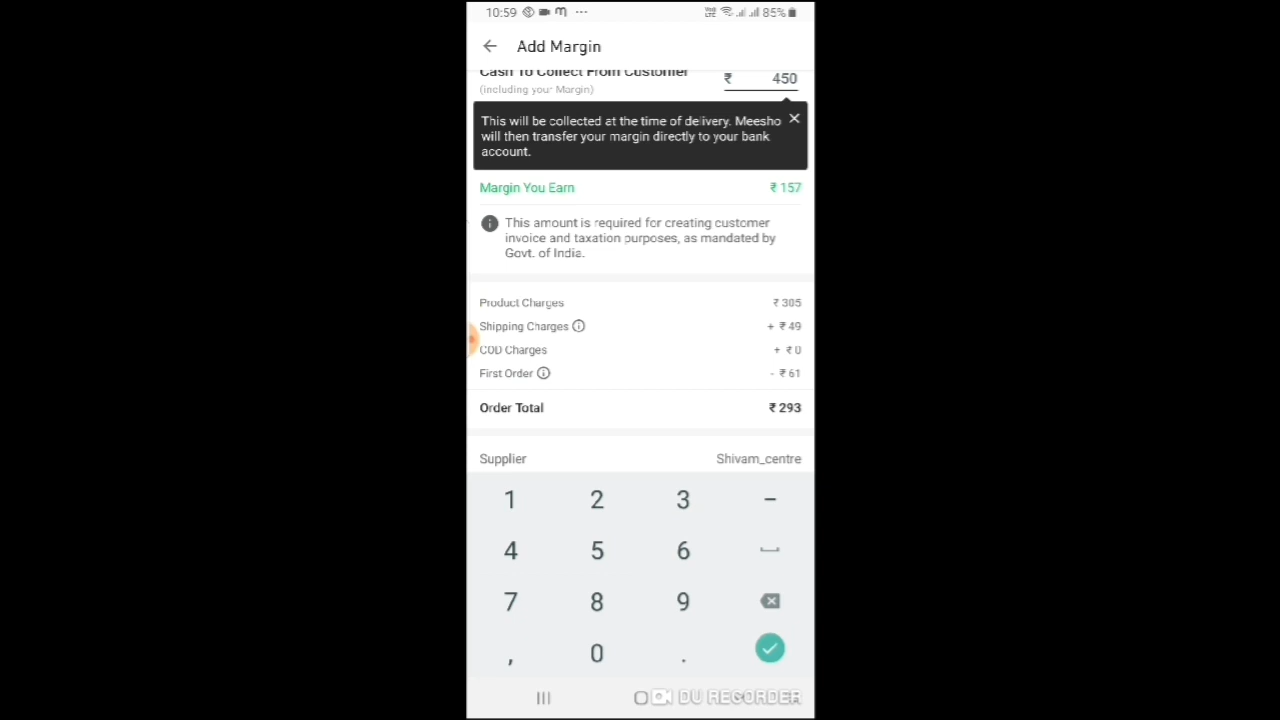 10:59 ... 85%
← Add Margin
Cash To Collect From Customer ₹ 450
(including your Margin)
This will be collected at the time of delivery. Meesho
will then transfer your margin directly to your bank
account.
Margin You Earn ₹ 157
This amount is required for creating customer
invoice and taxation purposes, as mandated by
Govt. of India.
Product Charges ₹ 305
Shipping Charges + ₹ 49
COD Charges + ₹ 0
First Order - ₹ 61
Order Total ₹ 293
Supplier Shivam_centre
1 2 3 -
4 5 6
7 8 9
, 0 .
DU RECORDER